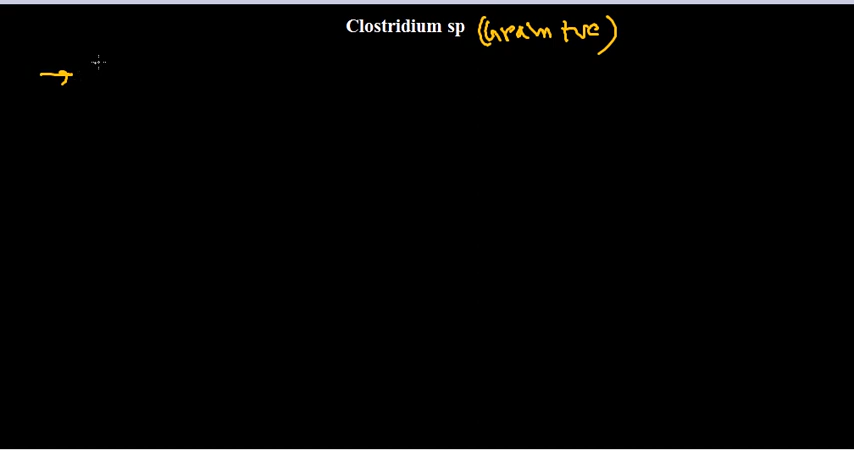 Clostridium sp (Gram +ve)
→